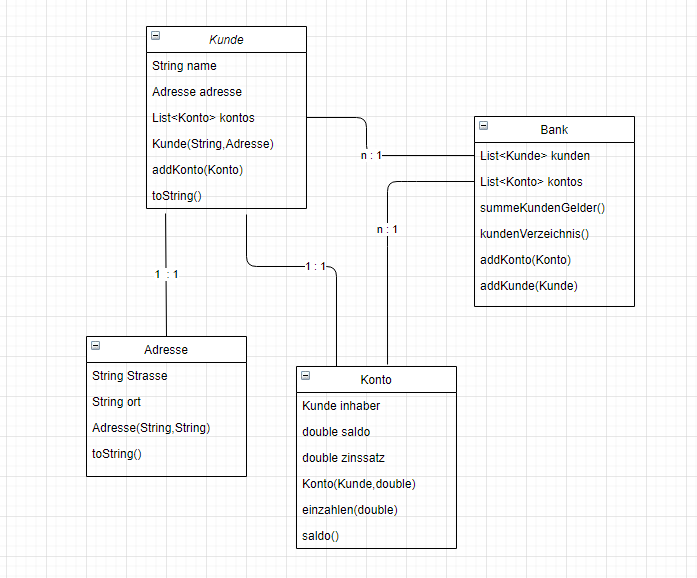 Kunde
String name
Adresse adresse
List<Konto> kontos
Kunde(String,Adresse)
addKonto(Konto)
toString()
Bank
List<Kunde> kunden
List<Konto> kontos
summeKundenGelder()
kundenVerzeichnis()
addKonto(Konto)
addKunde(Kunde)
n : 1
n : 1
1 : 1
1 : 1
Adresse
String Strasse
String ort
Adresse(String,String)
toString()
Konto
Kunde inhaber
double saldo
double zinssatz
Konto(Kunde,double)
einzahlen(double)
saldo()